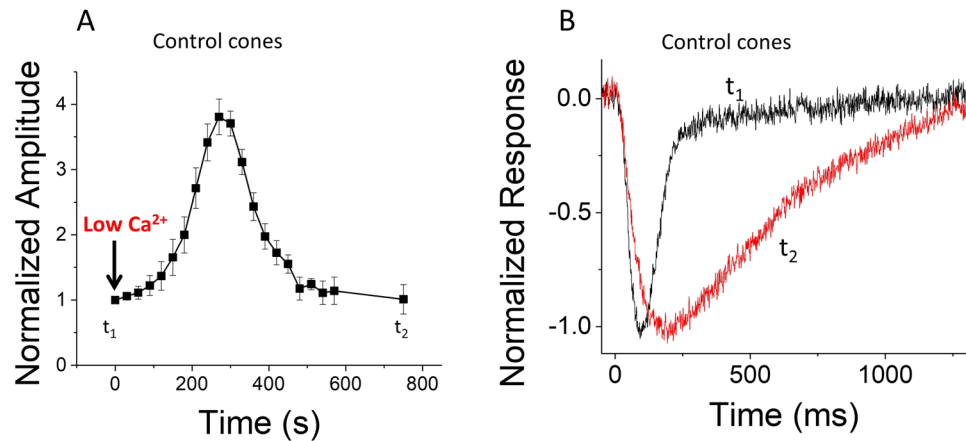 A
Control cones
Normalized Amplitude
4
3
2
1
0
Low Ca²⁺
t₁
t₂
0
200
400
600
800
Time (s)
B
Control cones
Normalized Response
0.0
-0.5
-1.0
t₁
t₂
0
500
1000
Time (ms)